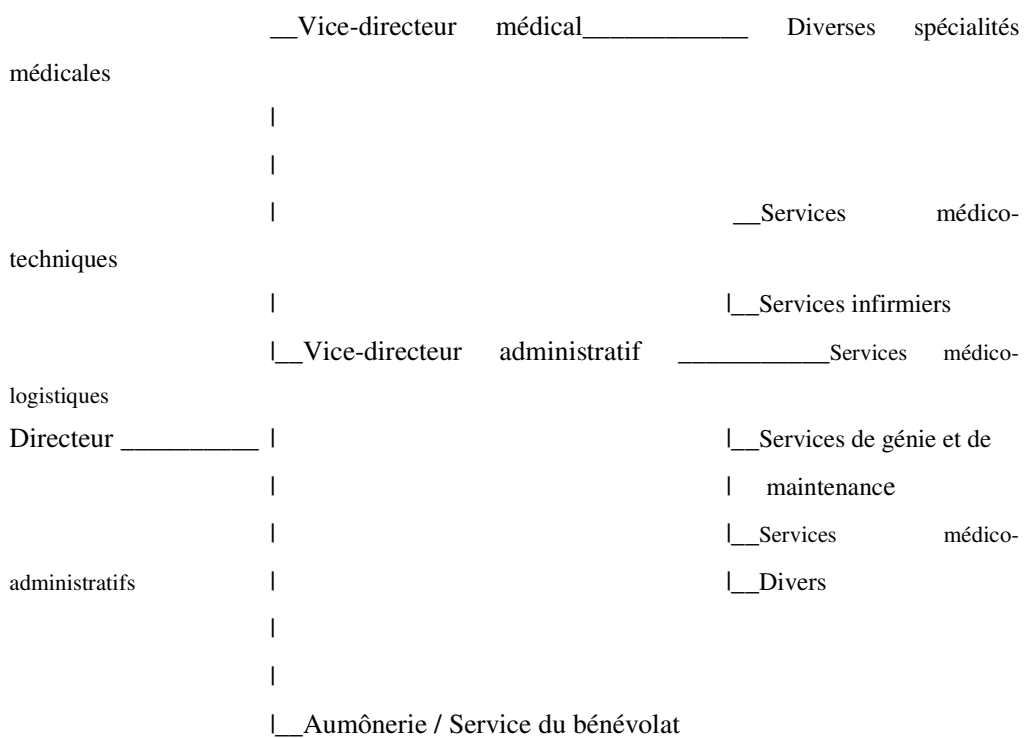 __Vice-directeur médical____________ Diverses spécialités
médicales
|
|
| __Services médico-
techniques
| |__Services infirmiers
|__Vice-directeur administratif ___________Services médico-
logistiques
Directeur __________ | |__Services de génie et de
| | maintenance
| |__Services médico-
administratifs | |__Divers
|
|
|__Aumônerie / Service du bénévolat